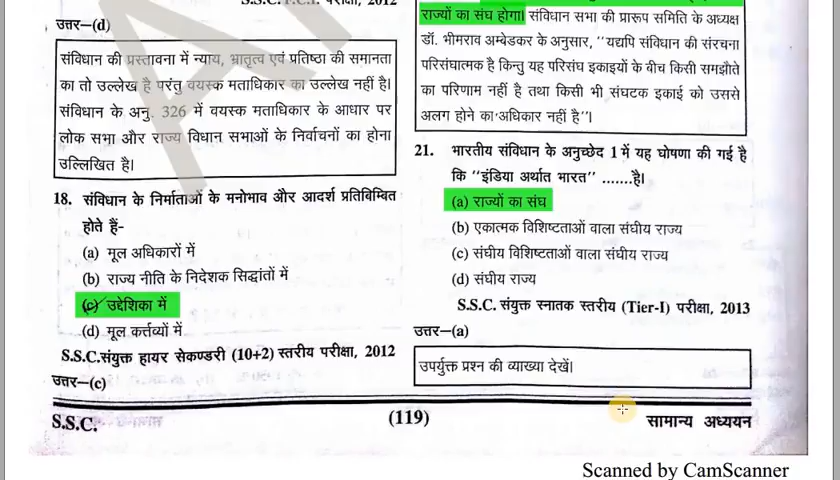 परीक्षा, 2012
उत्तर–(d)
संविधान की प्रस्तावना में न्याय, भ्रातृत्व एवं प्रतिष्ठा की समानता
का तो उल्लेख है परंतु वयस्क मताधिकार का उल्लेख नहीं है।
संविधान के अनु. 326 में वयस्क मताधिकार के आधार पर
लोक सभा और राज्य विधान सभाओं के निर्वाचनों का होना
उल्लिखित है।
18. संविधान के निर्माताओं के मनोभाव और आदर्श प्रतिबिम्बित
होते हैं-
(a) मूल अधिकारों में
(b) राज्य नीति के निदेशक सिद्धांतों में
(c) उद्देशिका में
(d) मूल कर्त्तव्यों में
S.S.C.संयुक्त हायर सेकण्डरी (10+2) स्तरीय परीक्षा, 2012
उत्तर–(c)
राज्यों का संघ होगा। संविधान सभा की प्रारूप समिति के अध्यक्ष
डॉ. भीमराव अम्बेडकर के अनुसार, "यद्यपि संविधान की संरचना
परिसंघात्मक है किन्तु यह परिसंघ इकाइयों के बीच किसी समझौते
का परिणाम नहीं है तथा किसी भी संघटक इकाई को उससे
अलग होने का अधिकार नहीं है"।
21. भारतीय संविधान के अनुच्छेद 1 में यह घोषणा की गई है
कि "इंडिया अर्थात भारत" .......है।
(a) राज्यों का संघ
(b) एकात्मक विशिष्टताओं वाला संघीय राज्य
(c) संघीय विशिष्टताओं वाला संघीय राज्य
(d) संघीय राज्य
S.S.C. संयुक्त स्नातक स्तरीय (Tier-I) परीक्षा, 2013
उत्तर–(a)
उपर्युक्त प्रश्न की व्याख्या देखें।
S.S.C.
(119)
सामान्य अध्ययन
Scanned by CamScanner